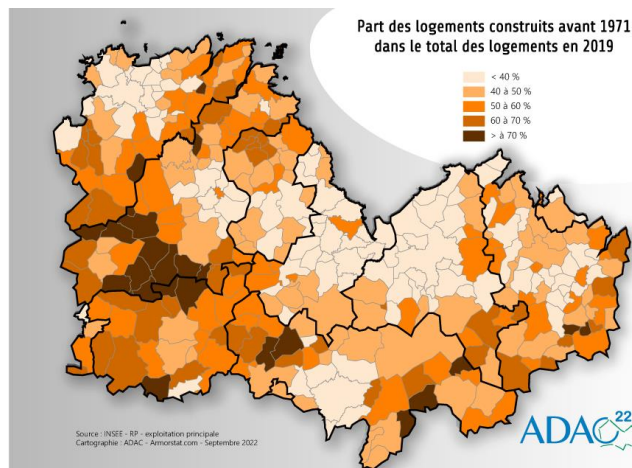 Part des logements construits avant 1971
dans le total des logements en 2019
< 40 %
40 à 50 %
50 à 60 %
60 à 70 %
> à 70 %
Source : INSEE - RP - exploitation principale
Cartographie : ADAC - Armorstat.com - Septembre 2022
ADAC 22